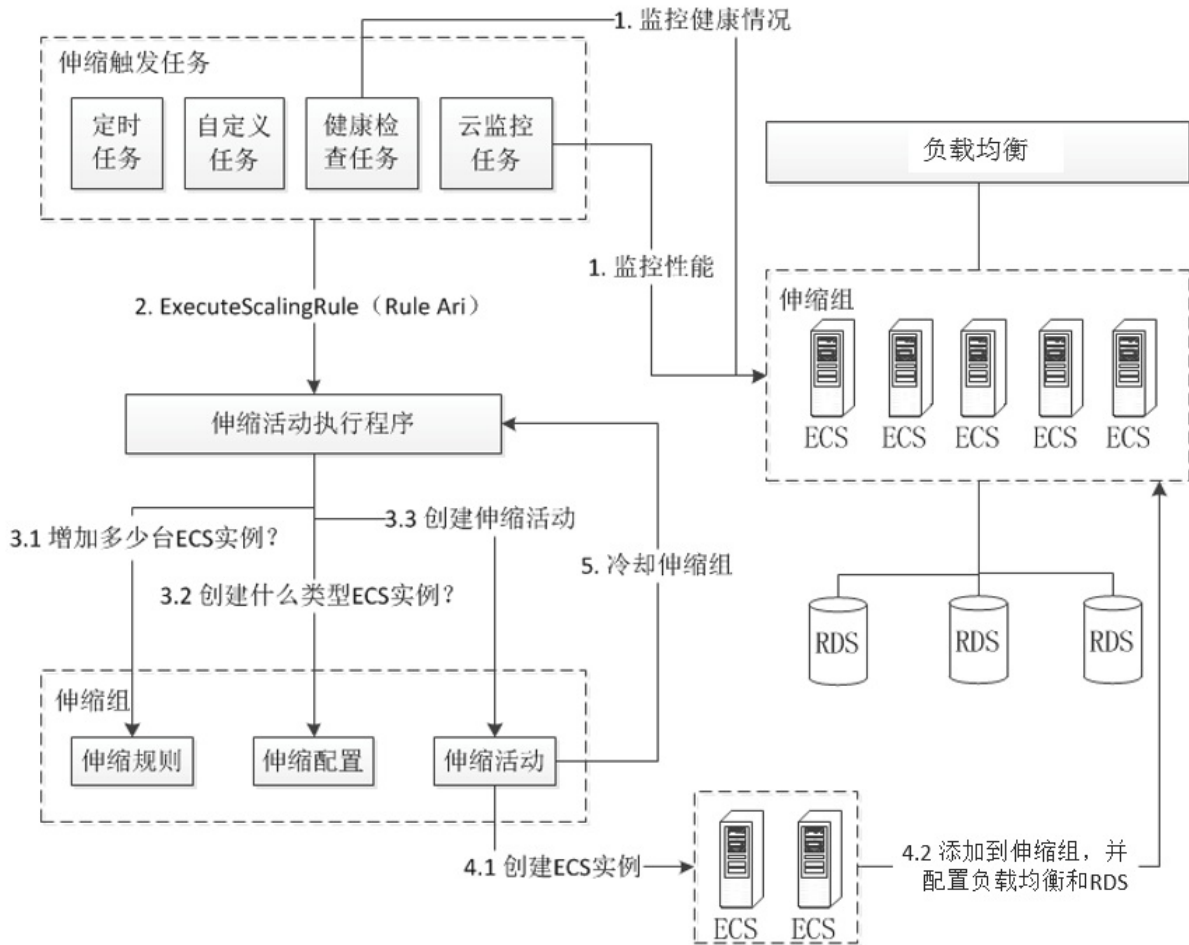 1. 监控健康情况
伸缩触发任务
定时
任务
自定义
任务
健康检
查任务
云监控
任务
负载均衡
1. 监控性能
2. ExecuteScalingRule（Rule Ari）
伸缩组
ECS
ECS
ECS
ECS
ECS
伸缩活动执行程序
3.1 增加多少台ECS实例？
3.3 创建伸缩活动
5. 冷却伸缩组
3.2 创建什么类型ECS实例？
RDS
RDS
RDS
伸缩组
伸缩规则
伸缩配置
伸缩活动
4.1 创建ECS实例
ECS
ECS
4.2 添加到伸缩组，并
配置负载均衡和RDS